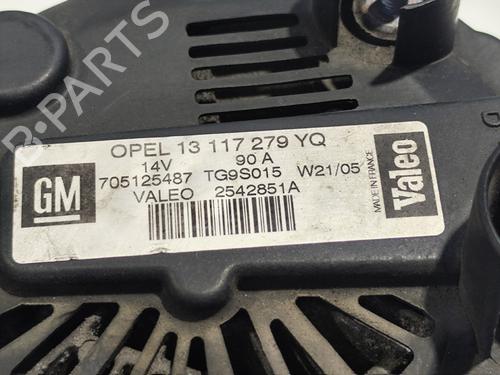 B-PARTS
OPEL 13 117 279 YQ
14V 90 A
705125487 TG9S015 W21/05
VALEO 2542851A
GM
MADE IN FRANCE
Valeo